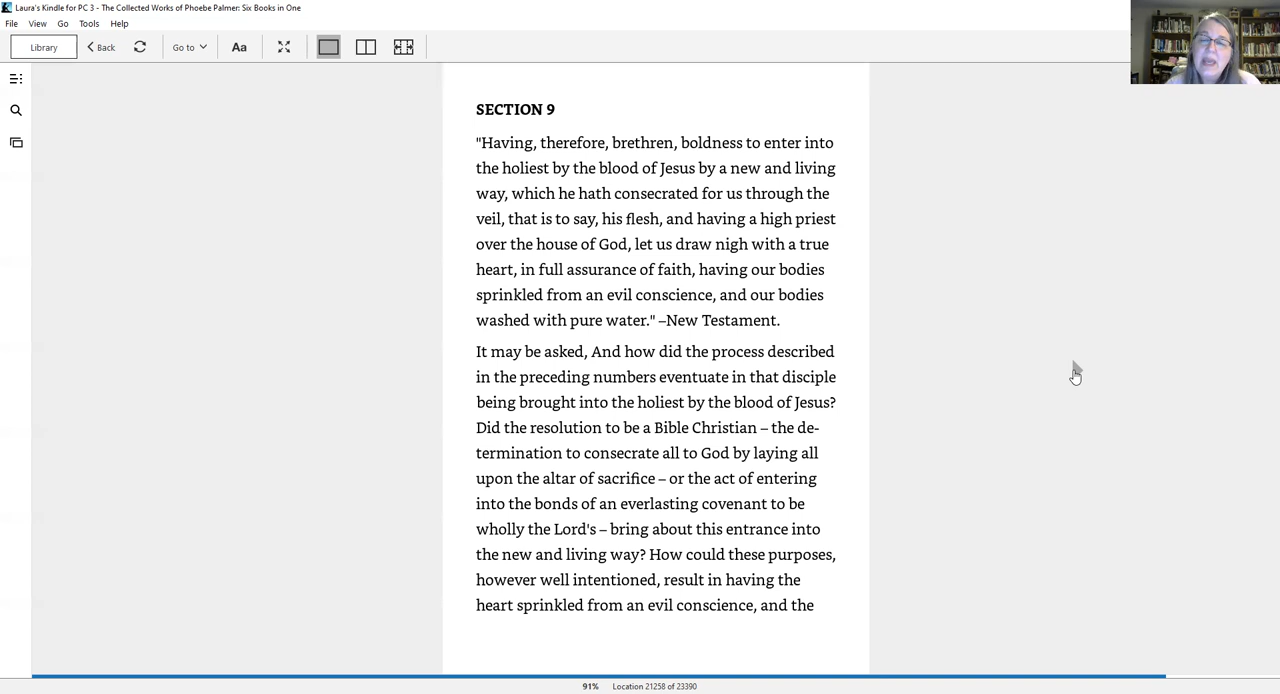 Laura's Kindle for PC 3 - The Collected Works of Phoebe Palmer: Six Books in One
File View Go Tools Help
Library Back Go to Aa
SECTION 9
"Having, therefore, brethren, boldness to enter into
the holiest by the blood of Jesus by a new and living
way, which he hath consecrated for us through the
veil, that is to say, his flesh, and having a high priest
over the house of God, let us draw nigh with a true
heart, in full assurance of faith, having our bodies
sprinkled from an evil conscience, and our bodies
washed with pure water." –New Testament.
It may be asked, And how did the process described
in the preceding numbers eventuate in that disciple
being brought into the holiest by the blood of Jesus?
Did the resolution to be a Bible Christian – the de-
termination to consecrate all to God by laying all
upon the altar of sacrifice – or the act of entering
into the bonds of an everlasting covenant to be
wholly the Lord's – bring about this entrance into
the new and living way? How could these purposes,
however well intentioned, result in having the
heart sprinkled from an evil conscience, and the
91% Location 21258 of 23390